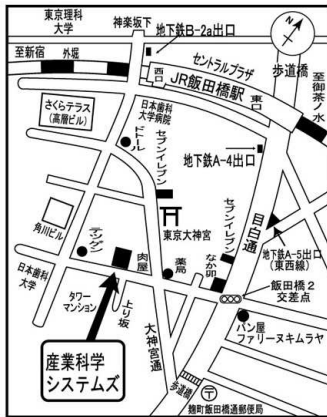 東京理科
大学
神楽坂下
地下鉄B-2a出口
N
至新宿
外堀
西口
セントラルプラザ
JR飯田橋駅
東口
歩道橋
至御茶ノ水
さくらテラス
(高層ビル)
日本歯科
大学病院
ドトール
セブンイレブン
地下鉄A-4出口
角川ビル
東京大神宮
セブンイレブン
目白通
地下鉄A-5出口
(東西線)
テンダン
肉屋
薬局
なか卯
飯田橋2
交差点
日本歯科
大学
タワー
マンション
上り坂
大神宮通
パン屋
ファリーヌキムラヤ
産業科学
システムズ
歩道橋
麹町飯田橋通郵便局